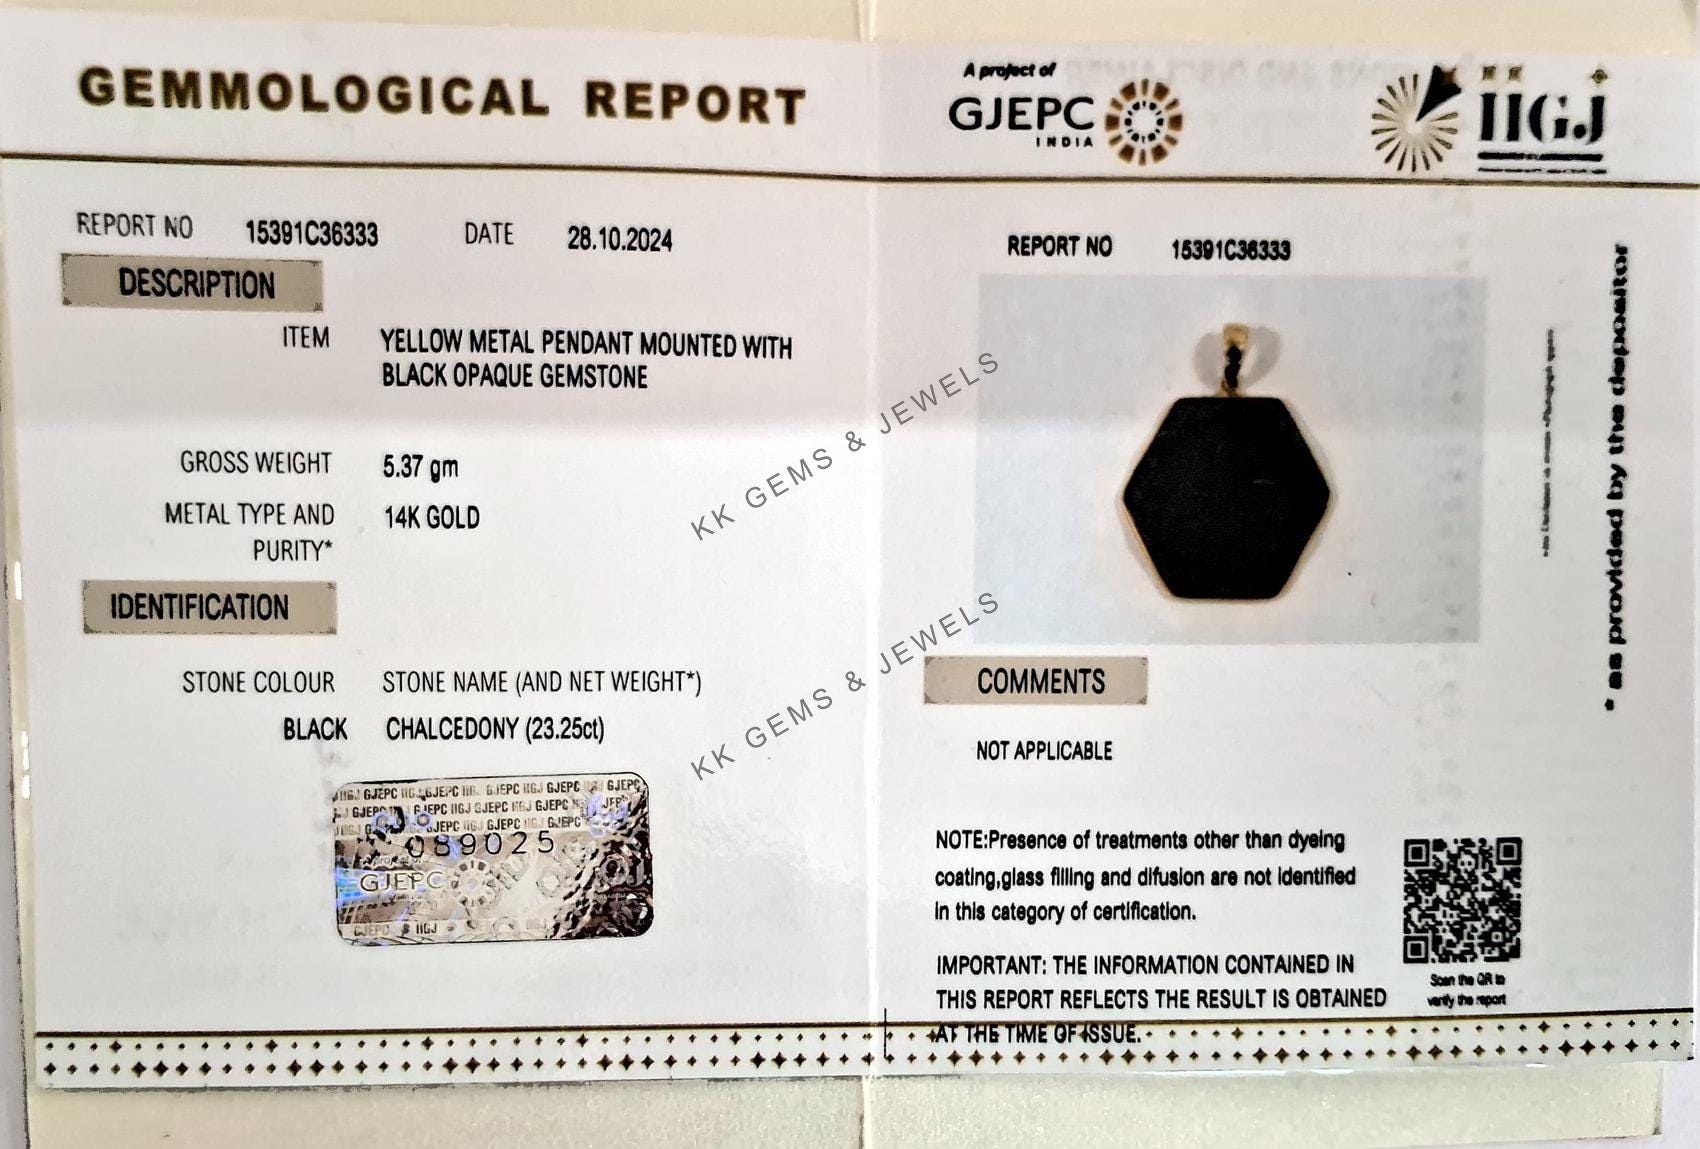 GEMMOLOGICAL REPORT
A project of
GJEPC
INDIA
IIGJ
REPORT NO 15391C36333 DATE 28.10.2024
DESCRIPTION
ITEM YELLOW METAL PENDANT MOUNTED WITH
BLACK OPAQUE GEMSTONE
GROSS WEIGHT 5.37 gm
METAL TYPE AND 14K GOLD
PURITY*
IDENTIFICATION
STONE COLOUR STONE NAME (AND NET WEIGHT*)
BLACK CHALCEDONY (23.25ct)
089025
A project of
GJEPC
REPORT NO 15391C36333
* as provided by the depositor
KK GEMS & JEWELS
KK GEMS & JEWELS
COMMENTS
NOT APPLICABLE
NOTE:Presence of treatments other than dyeing
coating,glass filling and difusion are not identified
in this category of certification.
IMPORTANT: THE INFORMATION CONTAINED IN
THIS REPORT REFLECTS THE RESULT IS OBTAINED
AT THE TIME OF ISSUE.
Scan the QR to
verify the report